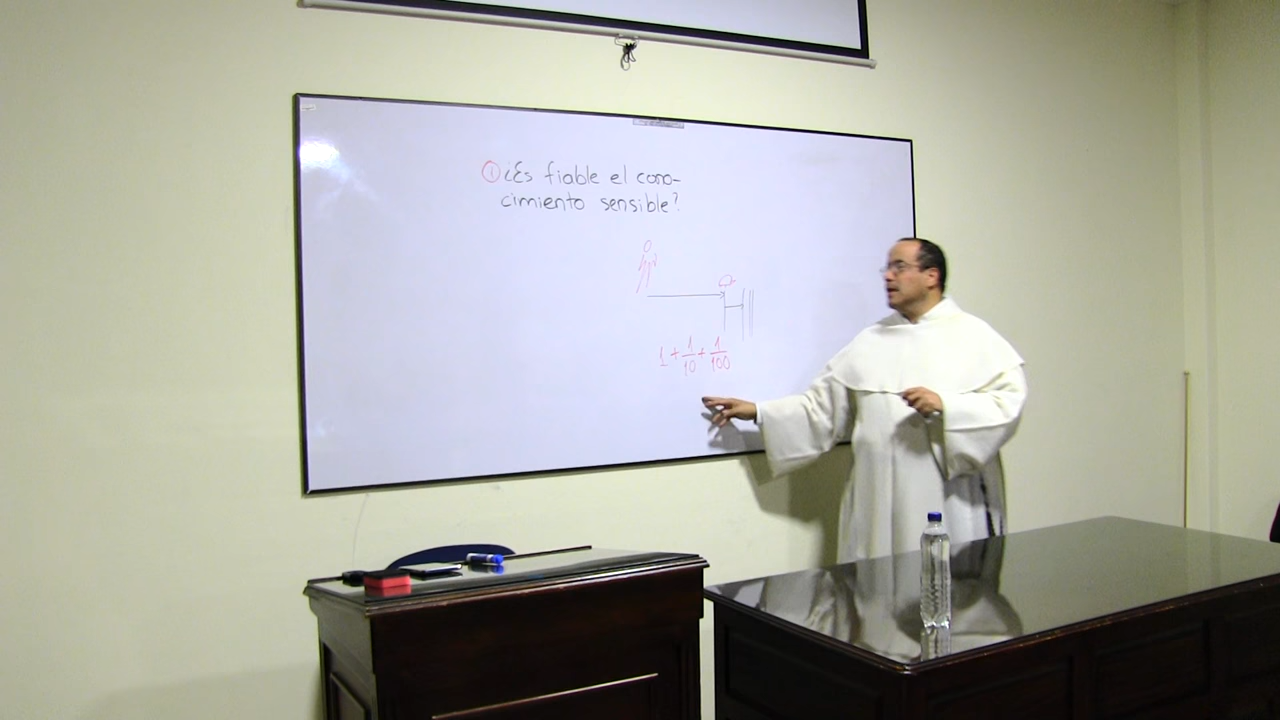 ① ¿Es fiable el cono-
cimiento sensible?
1 + 1/10 + 1/100